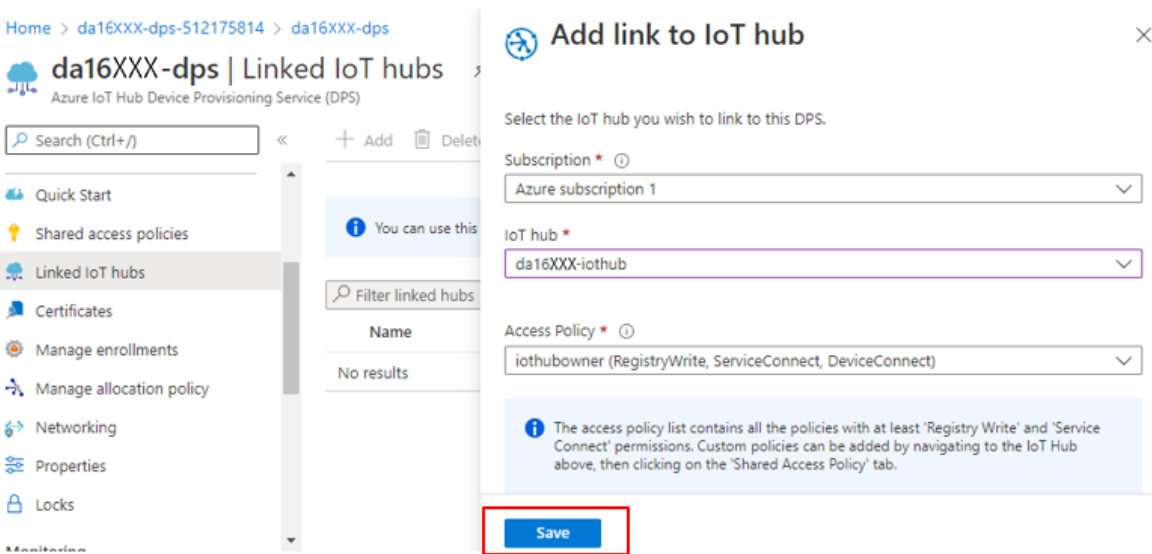 Home > da16XXX-dps-512175814 > da16XXX-dps
da16XXX-dps | Linked IoT hubs
Azure IoT Hub Device Provisioning Service (DPS)
Search (Ctrl+/)
«
Quick Start
Shared access policies
Linked IoT hubs
Certificates
Manage enrollments
Manage allocation policy
Networking
Properties
Locks
Monitoring
+ Add
You can use this
Filter linked hubs
Name
No results
Add link to IoT hub
Select the IoT hub you wish to link to this DPS.
Subscription *
Azure subscription 1
IoT hub *
da16XXX-iothub
Access Policy *
iothubowner (RegistryWrite, ServiceConnect, DeviceConnect)
The access policy list contains all the policies with at least 'Registry Write' and 'Service
Connect' permissions. Custom policies can be added by navigating to the IoT Hub
above, then clicking on the 'Shared Access Policy' tab.
Save